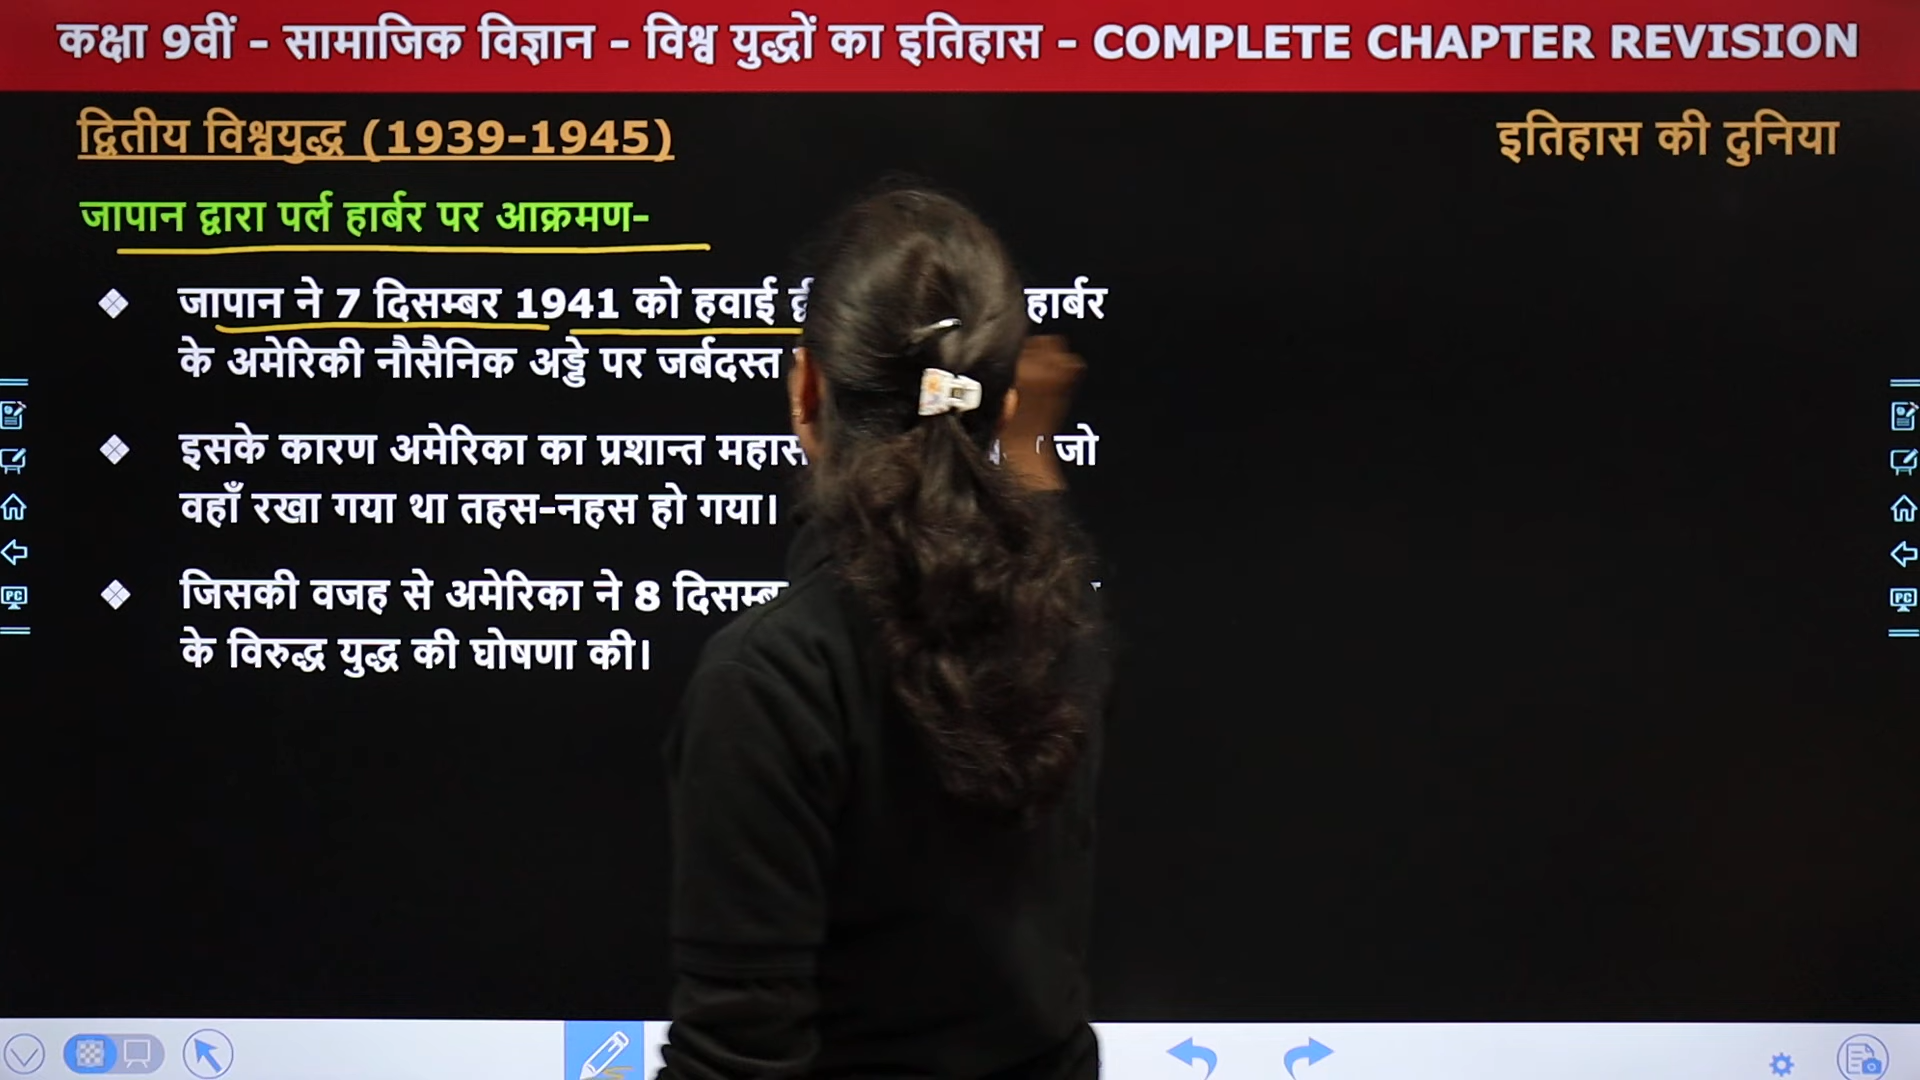 कक्षा 9वीं - सामाजिक विज्ञान - विश्व युद्धों का इतिहास - COMPLETE CHAPTER REVISION
द्वितीय विश्वयुद्ध (1939-1945)
इतिहास की दुनिया
जापान द्वारा पर्ल हार्बर पर आक्रमण-
❖ जापान ने 7 दिसम्बर 1941 को हवाई हार्बर
के अमेरिकी नौसैनिक अड्डे पर जर्बदस्त
❖ इसके कारण अमेरिका का प्रशान्त जो
वहाँ रखा गया था तहस-नहस हो गया।
❖ जिसकी वजह से अमेरिका ने 8
के विरुद्ध युद्ध की घोषणा की।
PC
PC